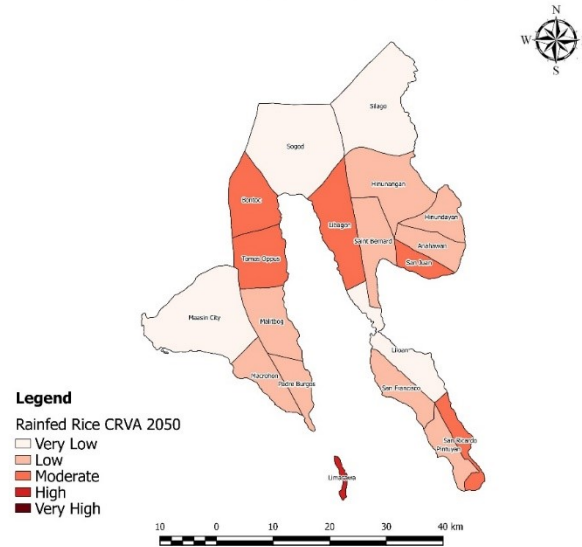 N
W E
S
Silago
Sogod
Hinunangan
Bontoc
Libagon
Hinundayan
Saint Bernard
Anahawan
Tomas Oppus
San Juan
Maasin City
Malitbog
Liloan
Macrohon
Padre Burgos
San Francisco
San Ricardo
Pintuyan
Limasawa
Legend
Rainfed Rice CRVA 2050
Very Low
Low
Moderate
High
Very High
10 0 10 20 30 40 km